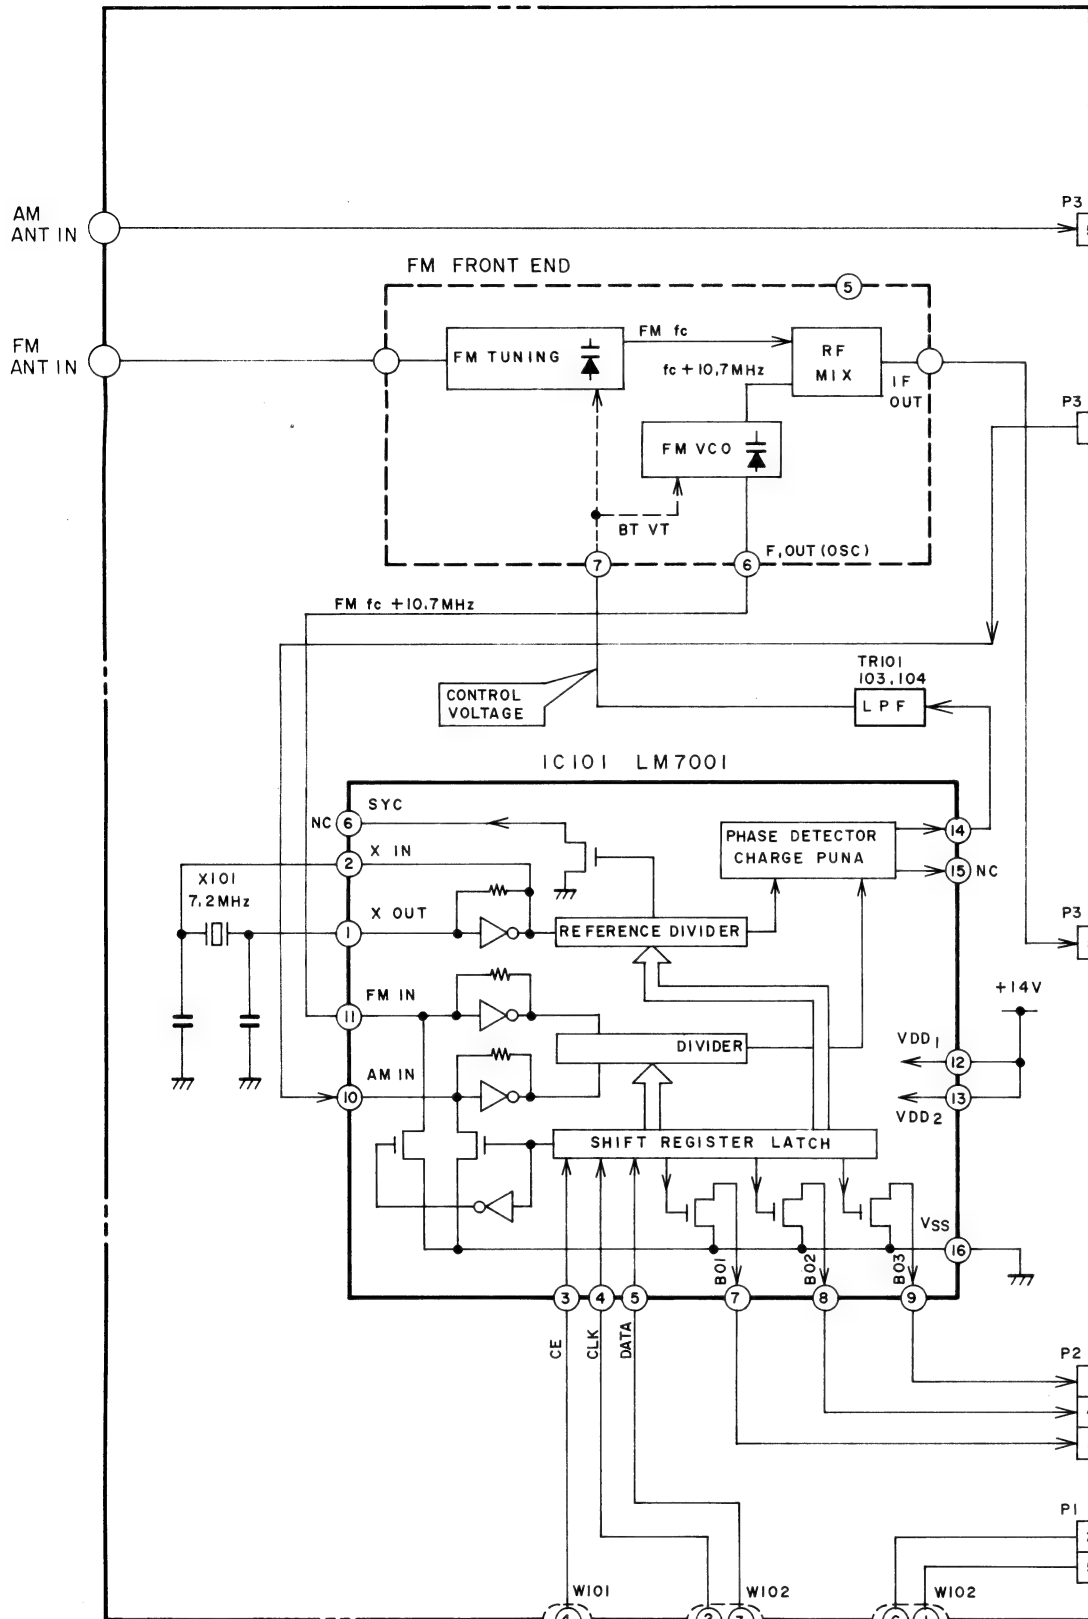 P3
AM
ANT IN
FM FRONT END
5
FM
ANT IN
FM TUNING
FM fc
RF
MIX
fc+10,7MHz
IF
OUT
P3
FM VCO
BT VT
7
6
F,OUT(OSC)
FM fc +10.7MHz
TR101
103,104
CONTROL
VOLTAGE
LPF
IC101 LM7001
SYC
NC
6
14
PHASE DETECTOR
CHARGE PUNA
X IN
2
15
NC
X101
7.2MHz
X OUT
1
REFERENCE DIVIDER
P3
FM IN
11
+14V
DIVIDER
VDD1
12
AM IN
10
13
VDD2
SHIFT REGISTER LATCH
VSS
16
B01
B02
B03
3
4
5
7
8
9
CE
CLK
DATA
P2
P1
W101
W102
W102